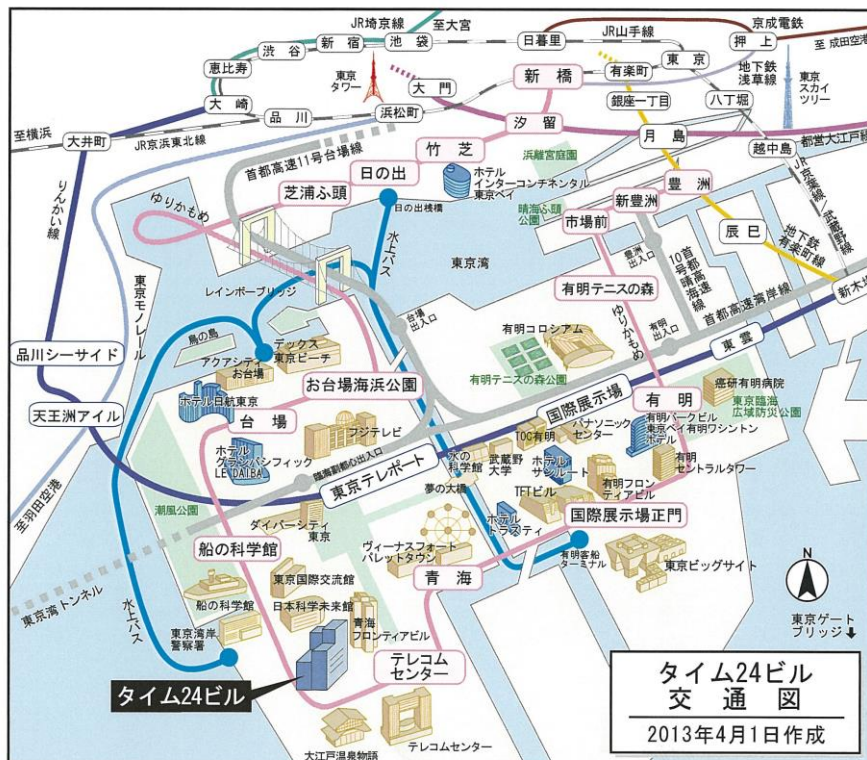 JR埼京線
至大宮
京成電鉄
新宿
池袋
日暮里
JR山手線
押上
至 成田空港
渋谷
恵比寿
東京
タワー
大門
新橋
有楽町
東京
地下鉄
浅草線
東京
スカイ
ツリー
大崎
品川
浜松町
銀座一丁目
八丁堀
至横浜
大井町
JR京浜東北線
汐留
月島
都営大江戸線
首都高速11号台場線
竹芝
越中島
日の出
浜離宮庭園
JR京葉線/武蔵野線
りんかい線
ゆりかもめ
芝浦ふ頭
ホテル
インターコンチネンタル
東京ベイ
豊洲
新豊洲
晴海ふ頭
公園
市場前
日の出桟橋
水上バス
東京湾
豊洲
出入口
10号晴海線
首都高速
辰巳
地下鉄
有楽町線
新木場
東京モノレール
レインボーブリッジ
有明テニスの森
首都高速湾岸線
台場
出入口
ゆりかもめ
有明
出入口
鳥の島
デックス
東京ビーチ
アクアシティ
お台場
有明コロシアム
東雲
品川シーサイド
お台場海浜公園
有明テニスの森公園
国際展示場
癌研有明病院
天王洲アイル
ホテル日航東京
台場
有明
東京臨海
広域防災公園
フジテレビ
パナソニック
センター
有明パークビル
東京ベイ有明ワシントン
ホテル
TOC有明
ホテル
グランパシフィック
LE DAIBA
水の
科学館
武蔵野
大学
ホテル
サンルート
有明
セントラルタワー
臨海副都心出入口
東京テレポート
夢の大橋
有明フロン
ティアビル
至羽田空港
TFTビル
潮風公園
ダイバーシティ
東京
ホテル
トラスティ
国際展示場正門
船の科学館
ヴィーナスフォート
パレットタウン
有明客船
ターミナル
東京ビッグサイト
東京国際交流館
青海
N
東京湾トンネル
水上バス
船の科学館
日本科学未来館
東京ゲート
ブリッジ
東京湾岸
警察署
青海
フロンティアビル
テレコム
センター
タイム24ビル
タイム24ビル
交通図
2013年4月1日作成
大江戸温泉物語
テレコムセンター